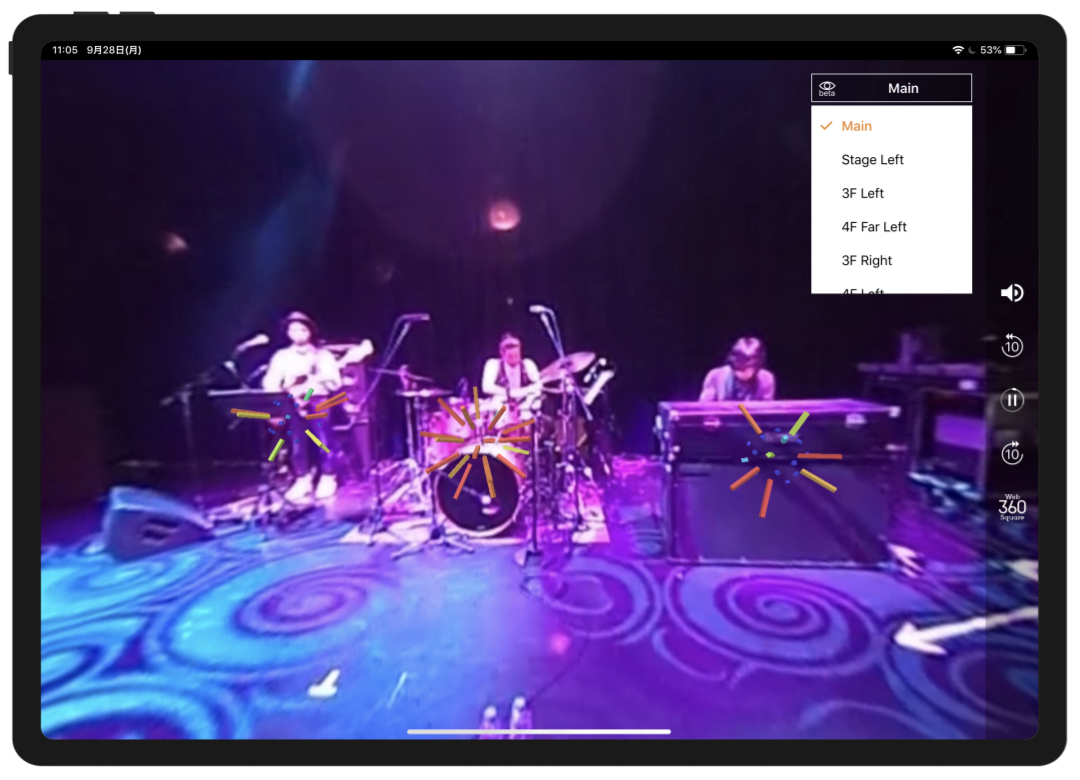 11:05 9月28日(月)
53%
beta
Main
Main
Stage Left
3F Left
4F Far Left
3F Right
4F Left
10
10
Web
360
Square